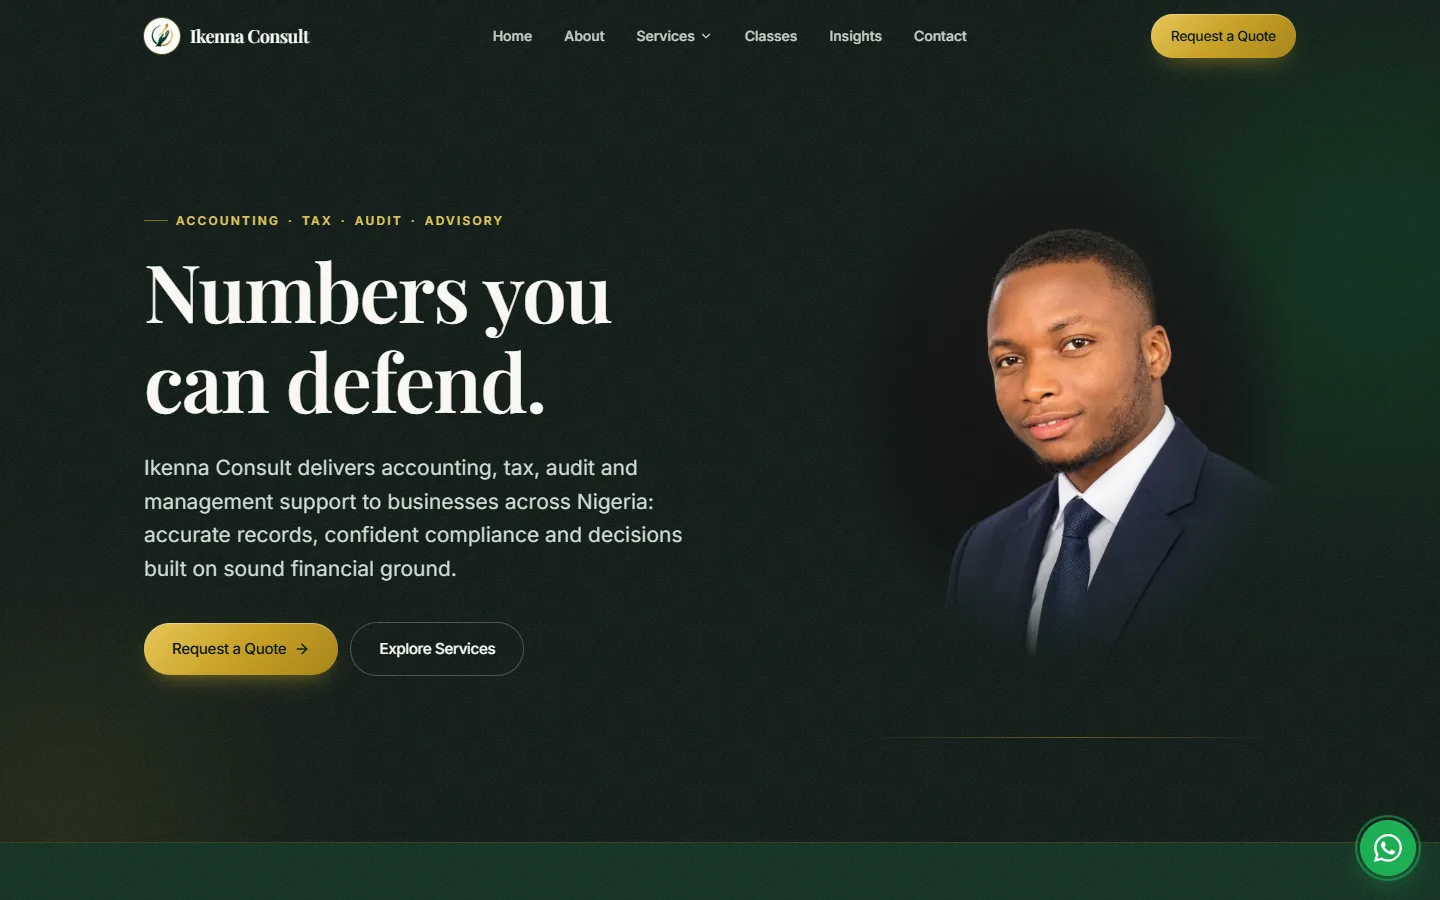 Ikenna Consult
Home
About
Services
Classes
Insights
Contact
Request a Quote
ACCOUNTING · TAX · AUDIT · ADVISORY
Numbers you
can defend.
Ikenna Consult delivers accounting, tax, audit and
management support to businesses across Nigeria:
accurate records, confident compliance and decisions
built on sound financial ground.
Request a Quote →
Explore Services